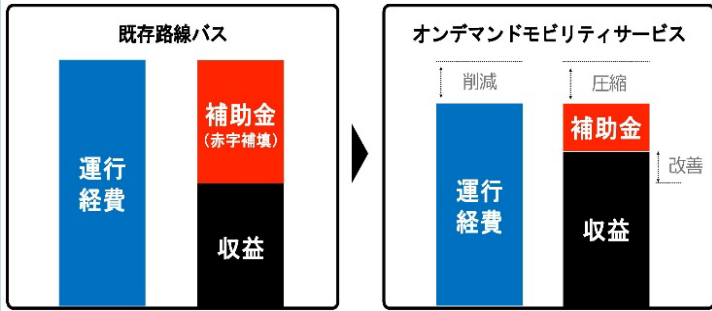 既存路線バス
運行
経費
補助金
(赤字補填)
収益
オンデマンドモビリティサービス
削減
運行
経費
圧縮
補助金
改善
収益